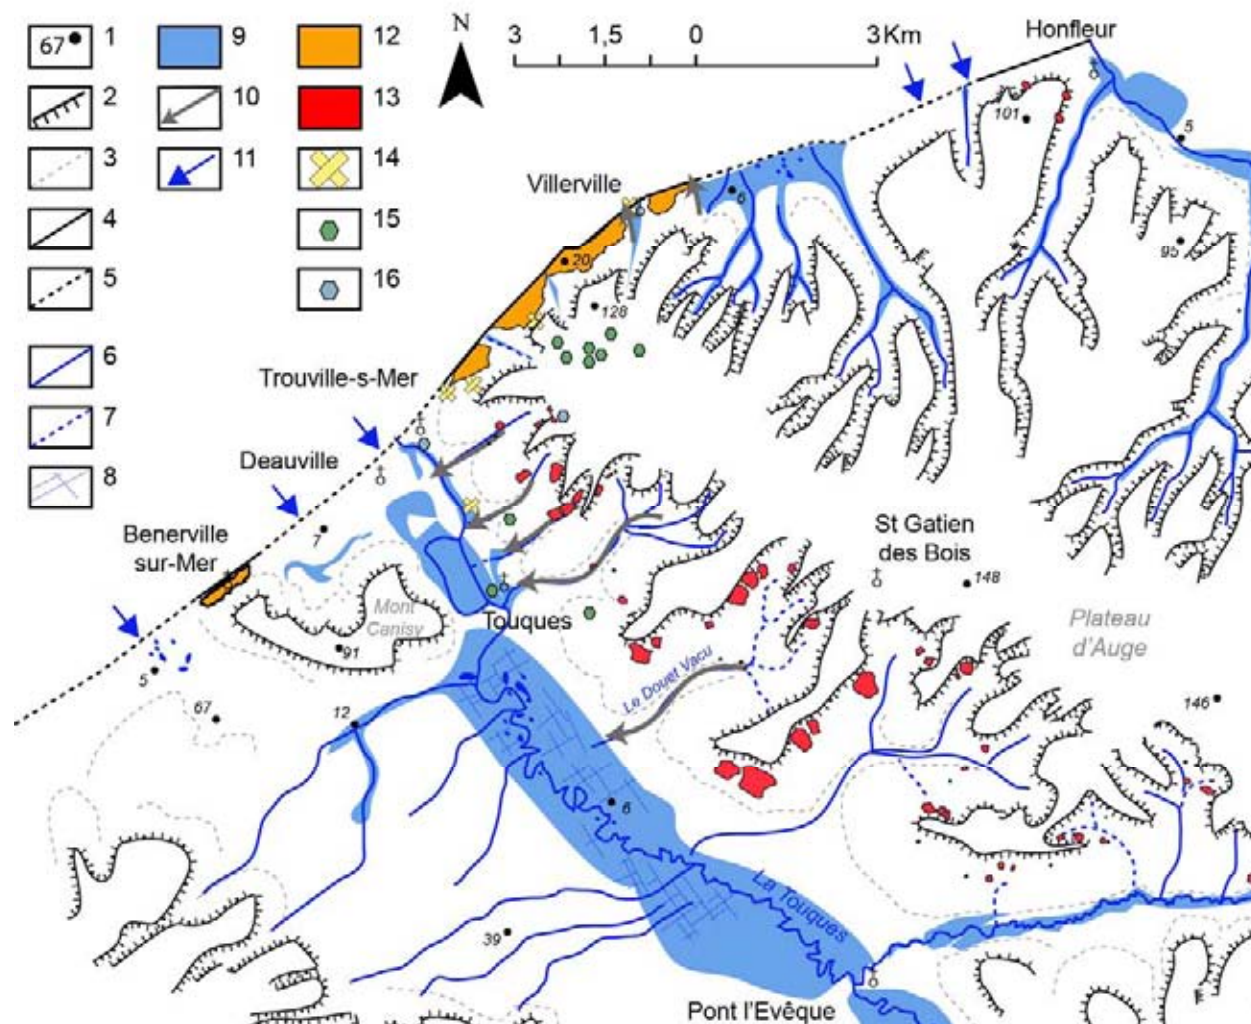 67 1
2
3
4
5
6
7
8
9
10
11
12
13
14
15
16
N
3 1,5 0 3 Km
Honfleur
101
5
Villerville
6
95
20
128
Trouville-s-Mer
Deauville
7
Benerville
sur-Mer
St Gatien
des Bois
148
Mont
Canisy
Touques
Plateau
d'Auge
91
5
Le Douet Vacu
67
12
146
6
La Touques
39
Pont l'Evêque